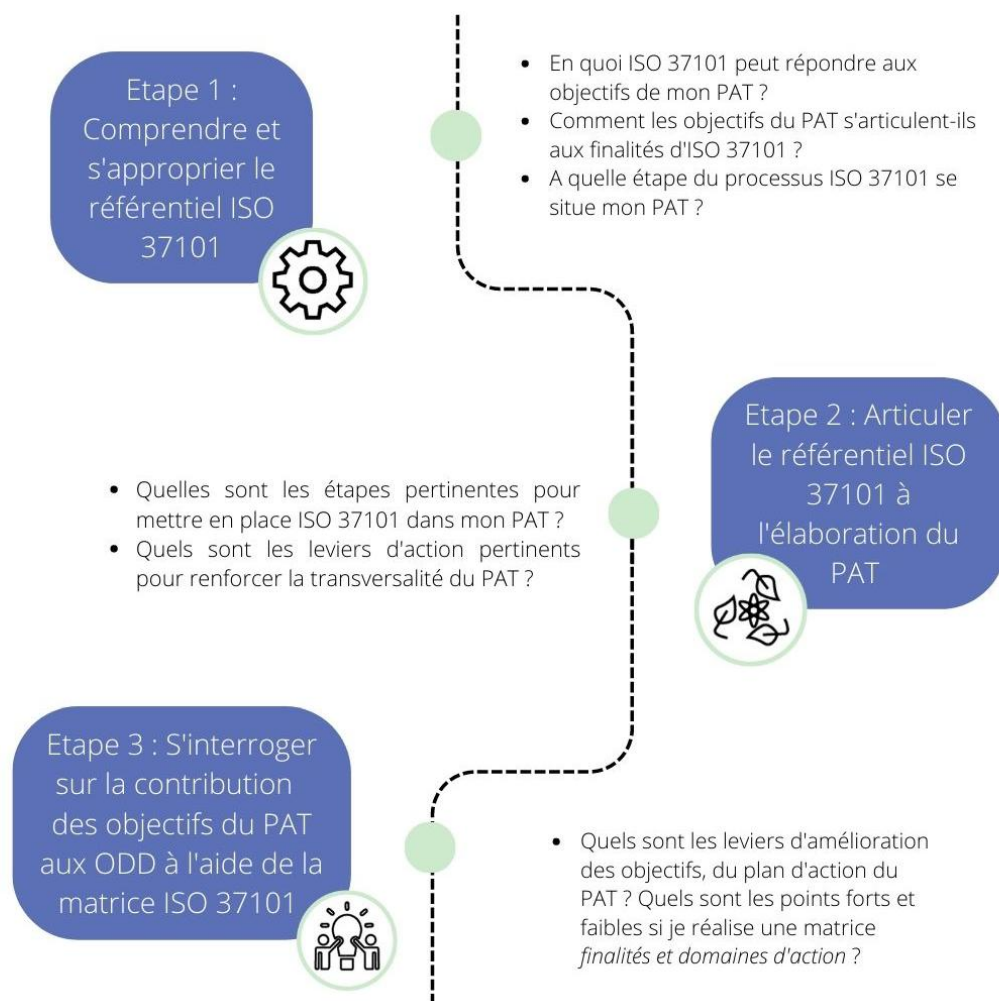 Etape 1 :
Comprendre et
s'approprier le
référentiel ISO
37101
• En quoi ISO 37101 peut répondre aux
objectifs de mon PAT ?
• Comment les objectifs du PAT s'articulent-ils
aux finalités d'ISO 37101 ?
• A quelle étape du processus ISO 37101 se
situe mon PAT ?
Etape 2 : Articuler
le référentiel ISO
37101 à
l'élaboration du
PAT
• Quelles sont les étapes pertinentes pour
mettre en place ISO 37101 dans mon PAT ?
• Quels sont les leviers d'action pertinents
pour renforcer la transversalité du PAT ?
Etape 3 : S'interroger
sur la contribution
des objectifs du PAT
aux ODD à l'aide de la
matrice ISO 37101
• Quels sont les leviers d'amélioration
des objectifs, du plan d'action du
PAT ? Quels sont les points forts et
faibles si je réalise une matrice
finalités et domaines d'action ?